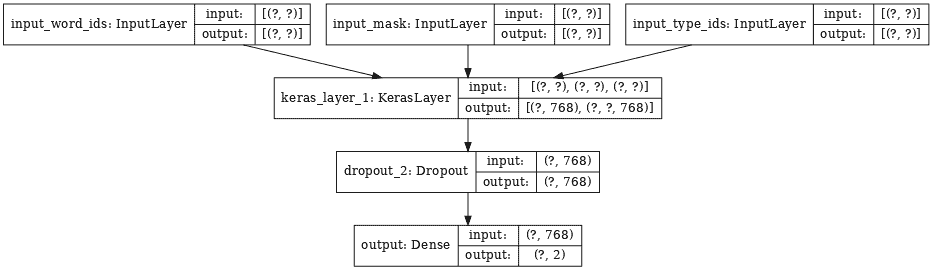 input_word_ids: InputLayer input: [(?, ?)]
output: [(?, ?)]
input_mask: InputLayer input: [(?, ?)]
output: [(?, ?)]
input_type_ids: InputLayer input: [(?, ?)]
output: [(?, ?)]
keras_layer_1: KerasLayer input: [(?, ?), (?, ?), (?, ?)]
output: [(?, 768), (?, ?, 768)]
dropout_2: Dropout input: (?, 768)
output: (?, 768)
output: Dense input: (?, 768)
output: (?, 2)